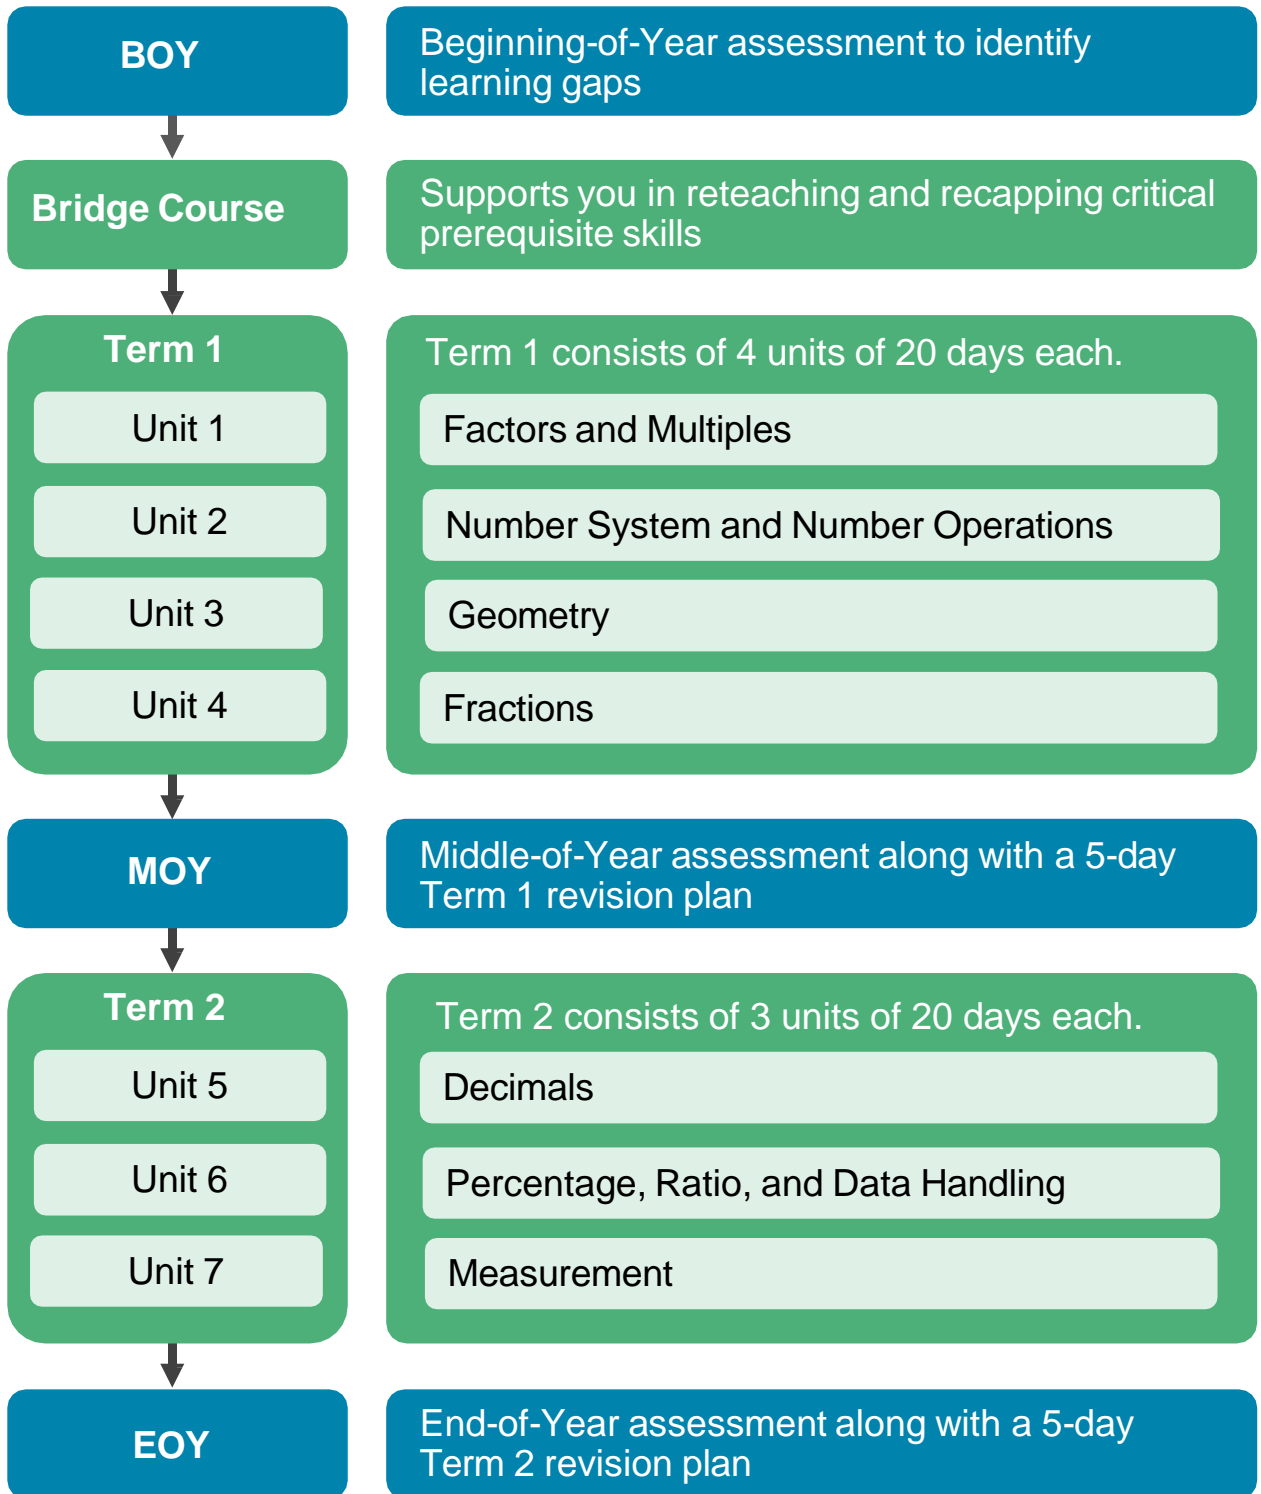 BOY
Beginning-of-Year assessment to identify
learning gaps
Bridge Course
Supports you in reteaching and recapping critical
prerequisite skills
Term 1
Term 1 consists of 4 units of 20 days each.
Unit 1
Factors and Multiples
Unit 2
Number System and Number Operations
Unit 3
Geometry
Unit 4
Fractions
MOY
Middle-of-Year assessment along with a 5-day
Term 1 revision plan
Term 2
Term 2 consists of 3 units of 20 days each.
Unit 5
Decimals
Unit 6
Percentage, Ratio, and Data Handling
Unit 7
Measurement
EOY
End-of-Year assessment along with a 5-day
Term 2 revision plan